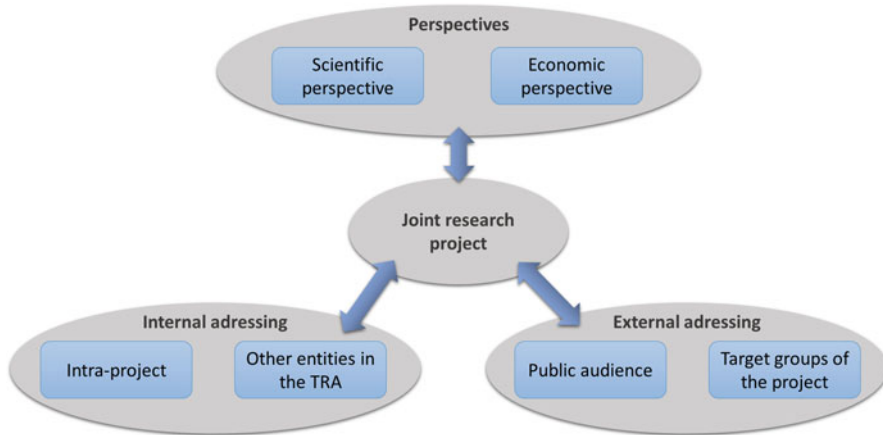 Perspectives
Scientific
perspective
Economic
perspective
Joint research
project
Internal adressing
Intra-project
Other entities in
the TRA
External adressing
Public audience
Target groups of
the project